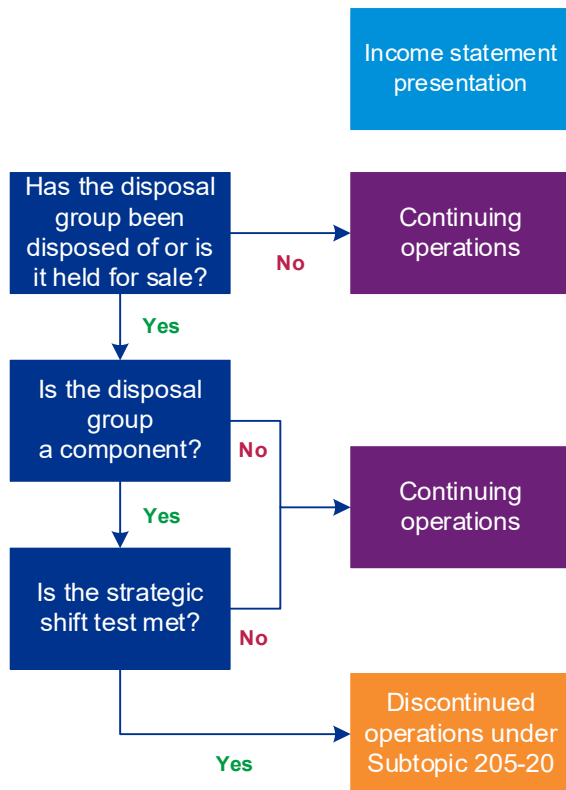 Income statement
presentation
Has the disposal
group been
disposed of or is
it held for sale?
No
Continuing
operations
Yes
Is the disposal
group
a component?
No
Continuing
operations
Yes
Is the strategic
shift test met?
No
Yes
Discontinued
operations under
Subtopic 205-20